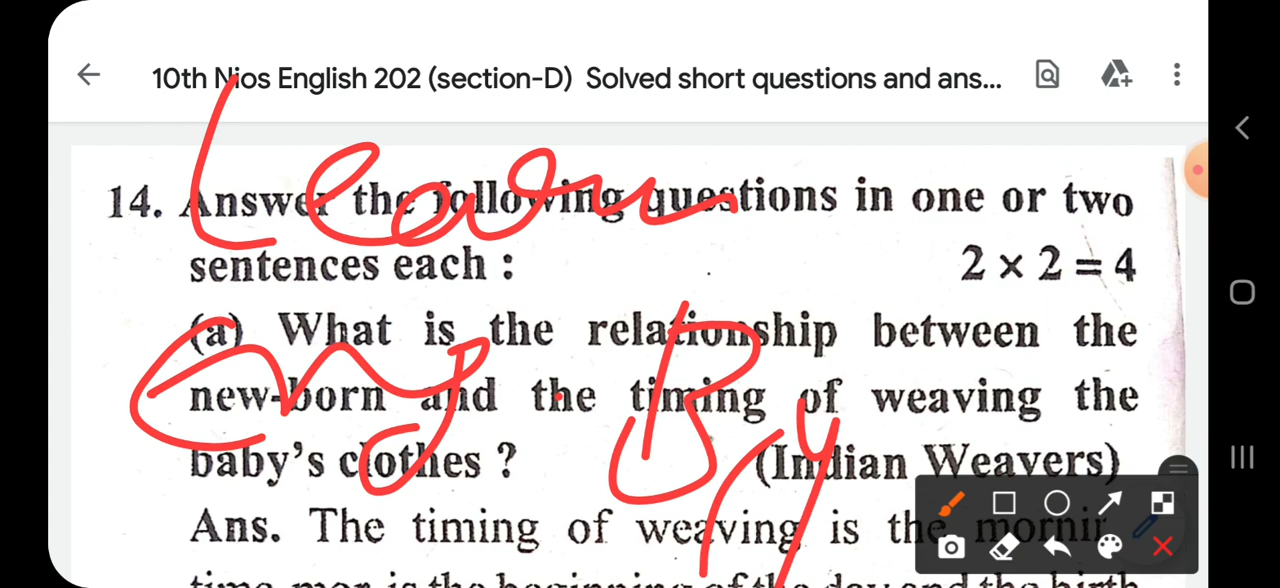 10th Nios English 202 (section-D) Solved short questions and ans...
14. Answer the following questions in one or two
sentences each : 2 × 2 = 4
(a) What is the relationship between the
new-born and the timing of weaving the
baby's clothes ? (Indian Weavers)
Ans. The timing of weaving is the
time
Learn
Eng By